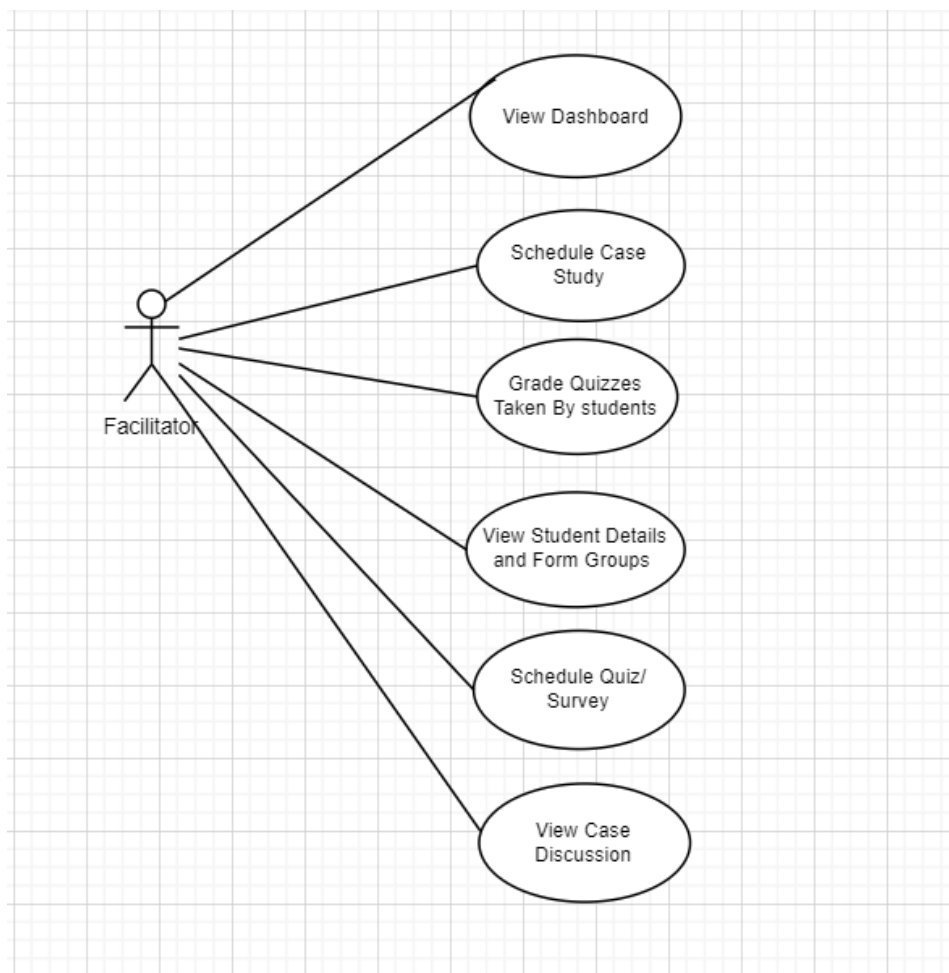 View Dashboard
Schedule Case
Study
Grade Quizzes
Taken By students
Facilitator
View Student Details
and Form Groups
Schedule Quiz/
Survey
View Case
Discussion